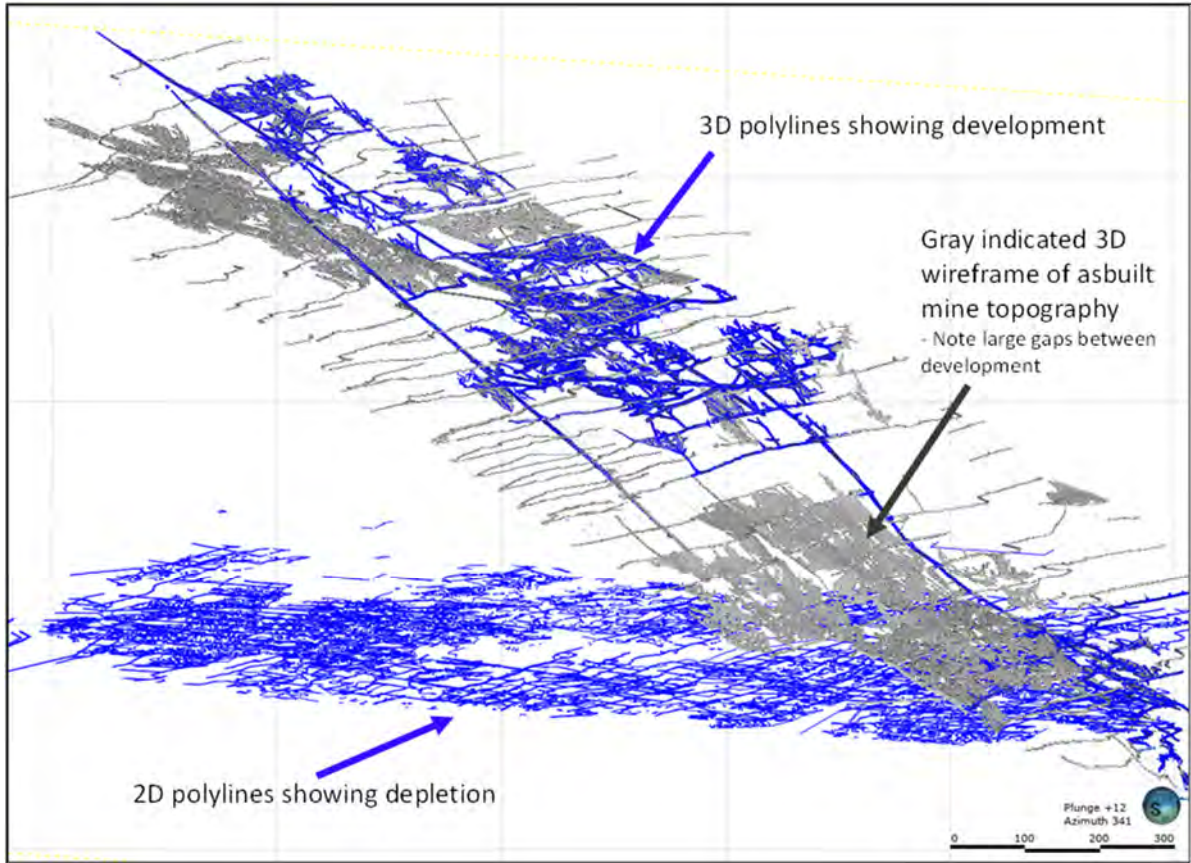 3D polylines showing development
Gray indicated 3D
wireframe of asbuilt
mine topography
- Note large gaps between
development
2D polylines showing depletion
Plunge +12
Azimuth 341
S
0 100 200 300